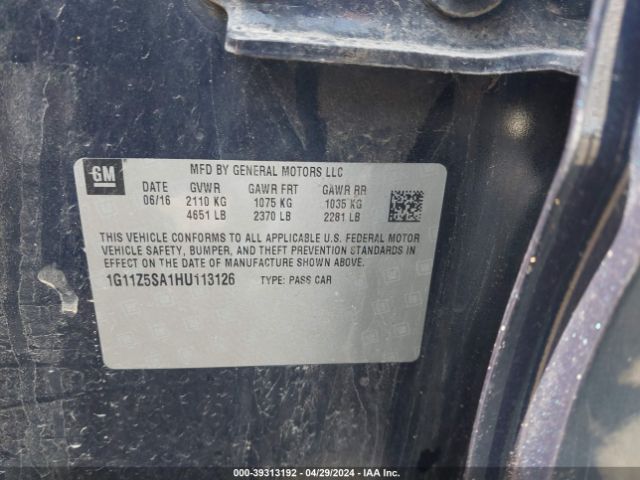 GM
MFD BY GENERAL MOTORS LLC
DATE GVWR GAWR FRT GAWR RR
06/16 2110 KG 1075 KG 1035 KG
4651 LB 2370 LB 2281 LB
THIS VEHICLE CONFORMS TO ALL APPLICABLE U.S. FEDERAL MOTOR
VEHICLE SAFETY, BUMPER, AND THEFT PREVENTION STANDARDS IN
EFFECT ON THE DATE OF MANUFACTURE SHOWN ABOVE.
1G11Z5SA1HU113126 TYPE: PASS CAR
000-39313192 - 04/29/2024 - IAA Inc.